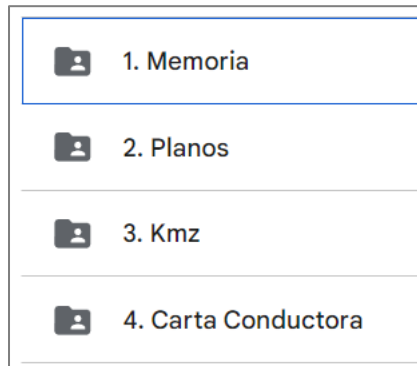 1. Memoria
2. Planos
3. Kmz
4. Carta Conductora